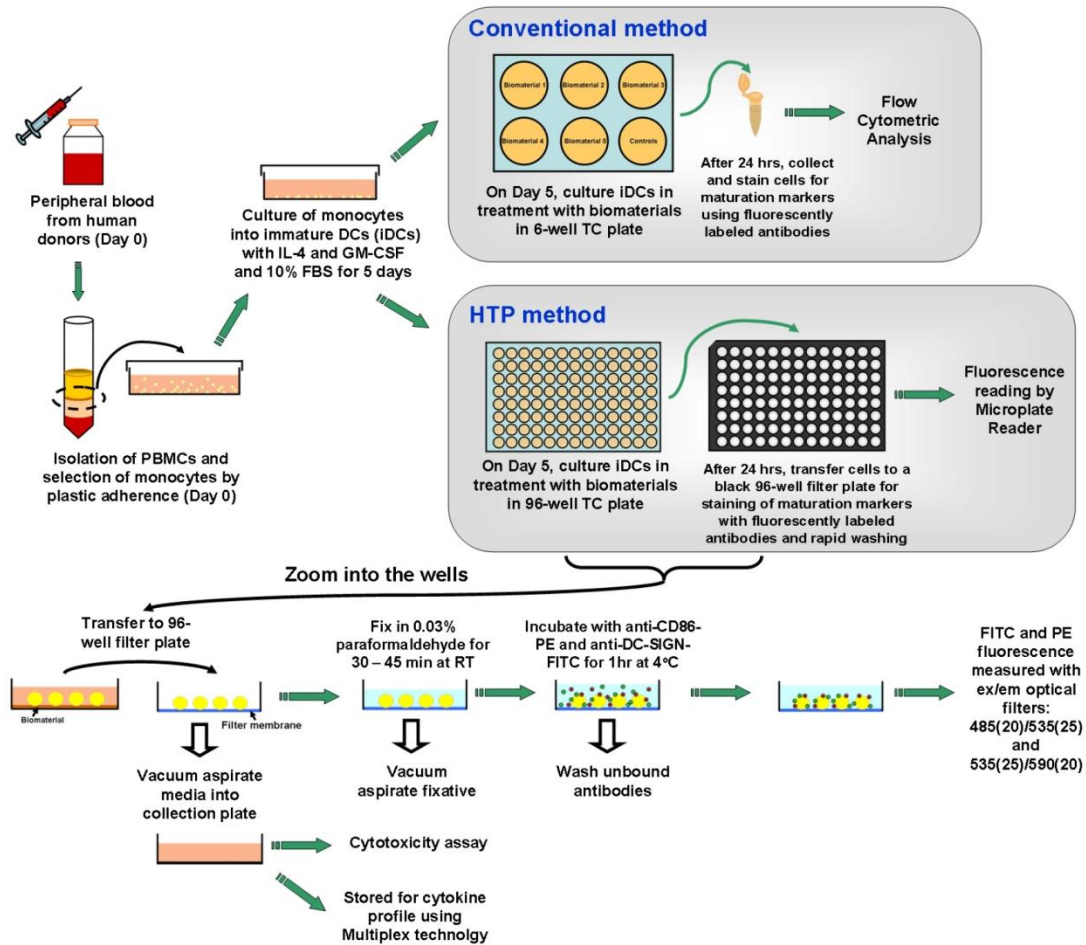 Conventional method
Biomaterial 1
Biomaterial 2
Biomaterial 3
Biomaterial 4
Biomaterial 5
Controls
On Day 5, culture iDCs in
treatment with biomaterials
in 6-well TC plate
After 24 hrs, collect
and stain cells for
maturation markers
using fluorescently
labeled antibodies
Flow
Cytometric
Analysis
Peripheral blood
from human
donors (Day 0)
Culture of monocytes
into immature DCs (iDCs)
with IL-4 and GM-CSF
and 10% FBS for 5 days
Isolation of PBMCs and
selection of monocytes by
plastic adherence (Day 0)
HTP method
On Day 5, culture iDCs in
treatment with biomaterials
in 96-well TC plate
After 24 hrs, transfer cells to a
black 96-well filter plate for
staining of maturation markers
with fluorescently labeled
antibodies and rapid washing
Fluorescence
reading by
Microplate
Reader
Zoom into the wells
Transfer to 96-
well filter plate
Biomaterial
Filter membrane
Vacuum aspirate
media into
collection plate
Cytotoxicity assay
Stored for cytokine
profile using
Multiplex technolgy
Fix in 0.03%
paraformaldehyde for
30 – 45 min at RT
Vacuum
aspirate fixative
Incubate with anti-CD86-
PE and anti-DC-SIGN-
FITC for 1hr at 4°C
Wash unbound
antibodies
FITC and PE
fluorescence
measured with
ex/em optical
filters:
485(20)/535(25)
and
535(25)/590(20)